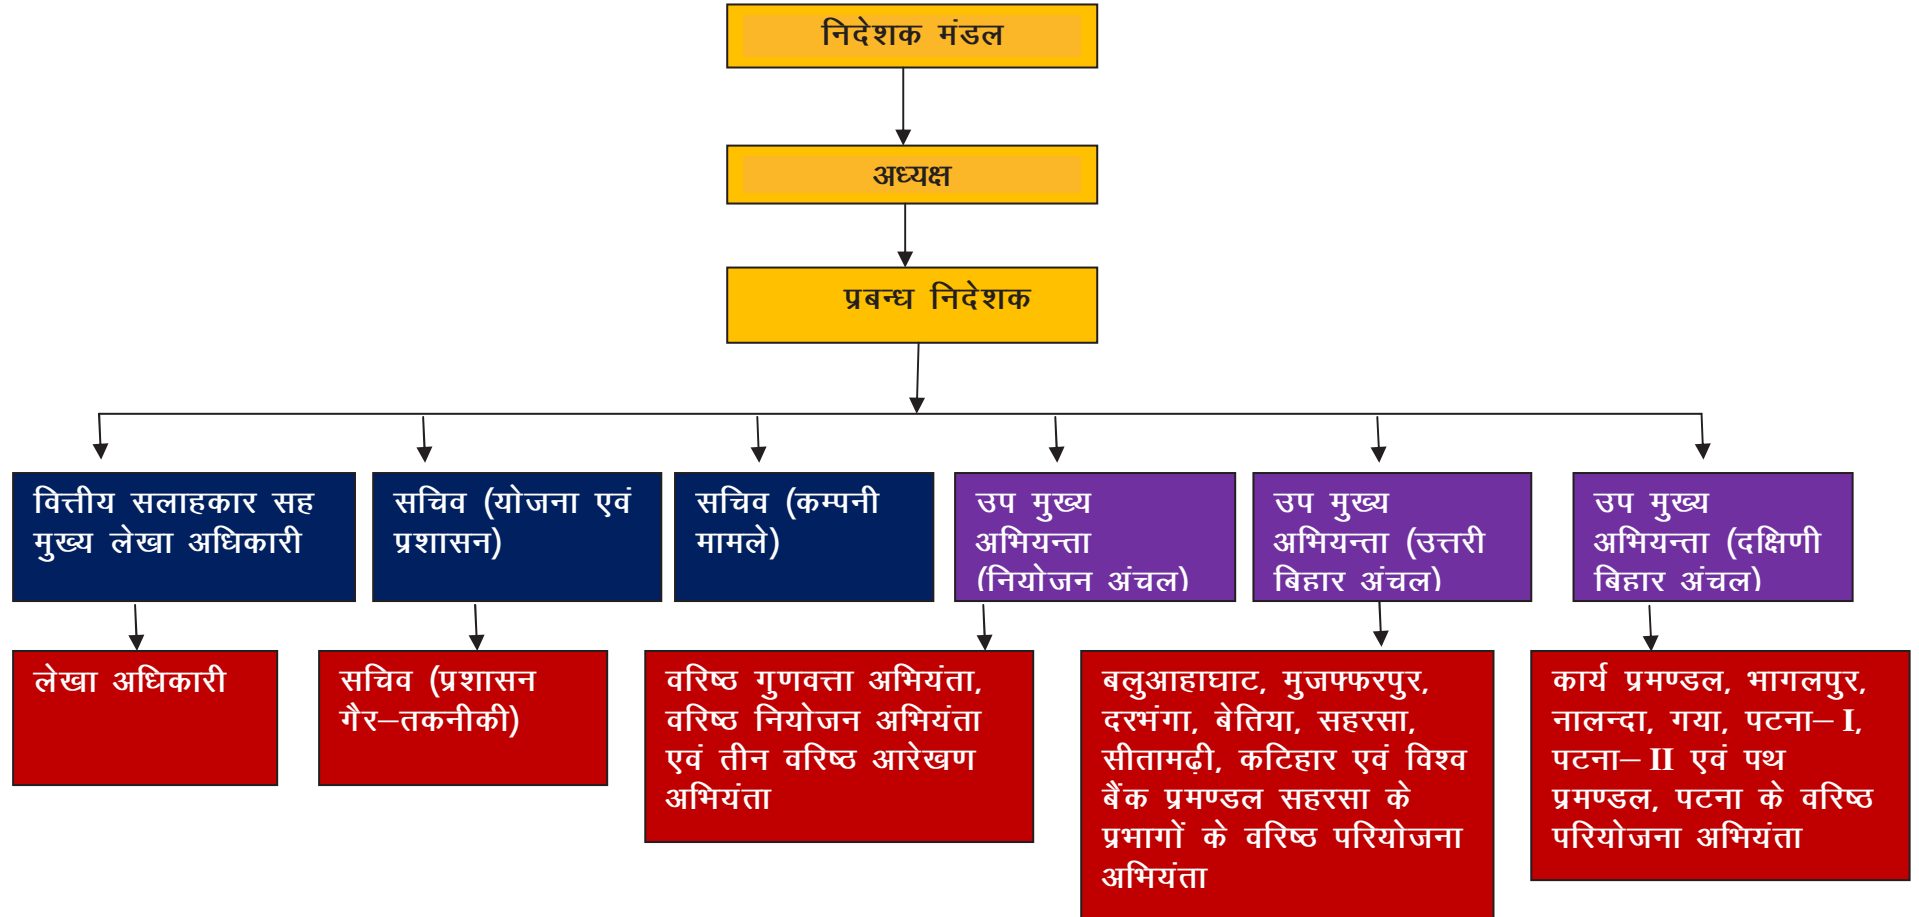 निदेशक मंडल
अध्यक्ष
प्रबन्ध निदेशक
वित्तीय सलाहकार सह
मुख्य लेखा अधिकारी
सचिव (योजना एवं
प्रशासन)
सचिव (कम्पनी
मामले)
उप मुख्य
अभियन्ता
(नियोजन अंचल)
उप मुख्य
अभियन्ता (उत्तरी
बिहार अंचल)
उप मुख्य
अभियन्ता (दक्षिणी
बिहार अंचल)
लेखा अधिकारी
सचिव (प्रशासन
गैर–तकनीकी)
वरिष्ठ गुणवत्ता अभियंता,
वरिष्ठ नियोजन अभियंता
एवं तीन वरिष्ठ आरेखण
अभियंता
बलुआहाघाट, मुजफ्फरपुर,
दरभंगा, बेतिया, सहरसा,
सीतामढ़ी, कटिहार एवं विश्व
बैंक प्रमण्डल सहरसा के
प्रभागों के वरिष्ठ परियोजना
अभियंता
कार्य प्रमण्डल, भागलपुर,
नालन्दा, गया, पटना– I,
पटना– II एवं पथ
प्रमण्डल, पटना के वरिष्ठ
परियोजना अभियंता